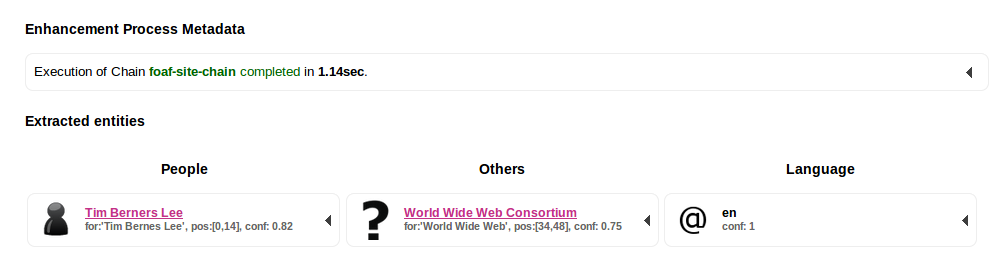 Enhancement Process Metadata
Execution of Chain foaf-site-chain completed in 1.14sec.
Extracted entities
People
Others
Language
Tim Berners Lee
for:'Tim Bernes Lee', pos:[0,14], conf: 0.82
World Wide Web Consortium
for:'World Wide Web', pos:[34,48], conf: 0.75
en
conf: 1